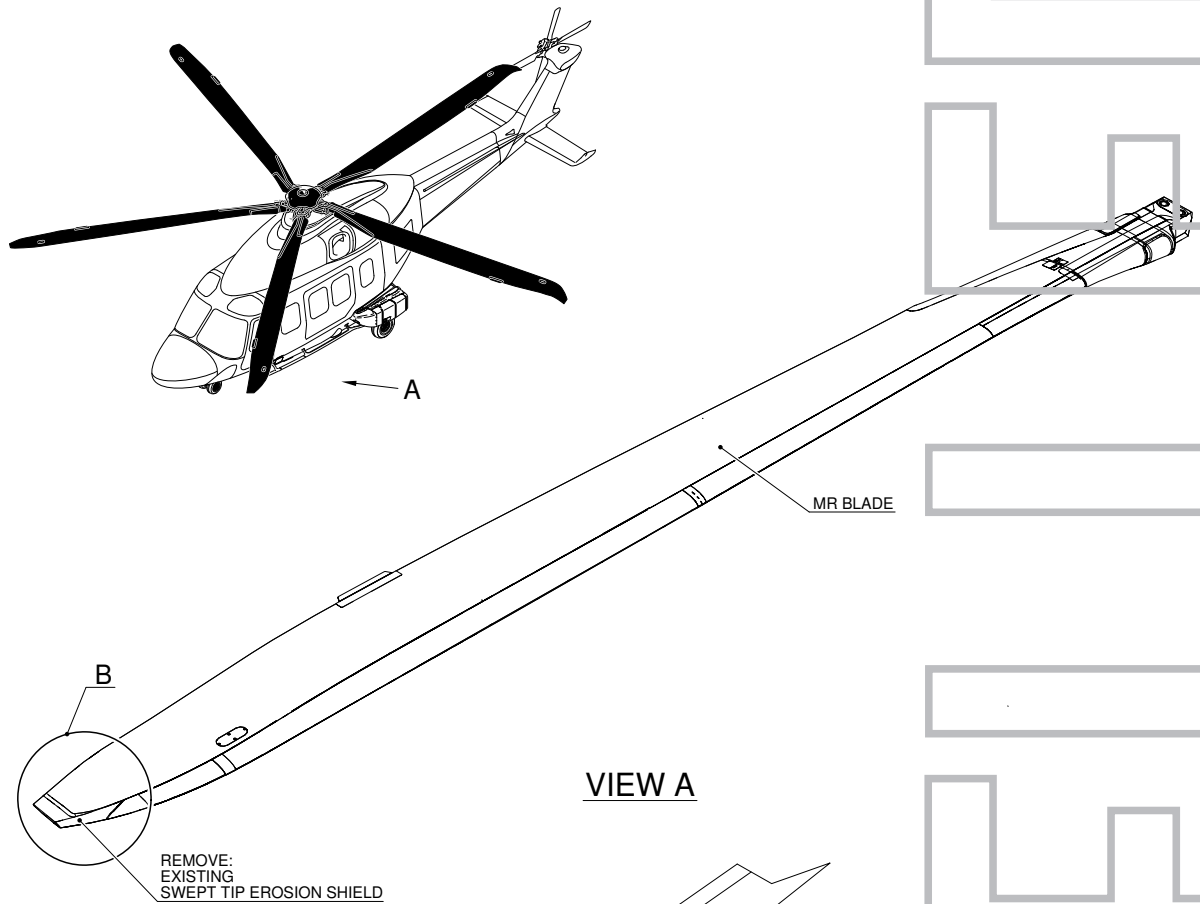 A
MR BLADE
B
VIEW A
REMOVE:
EXISTING
SWEPT TIP EROSION SHIELD